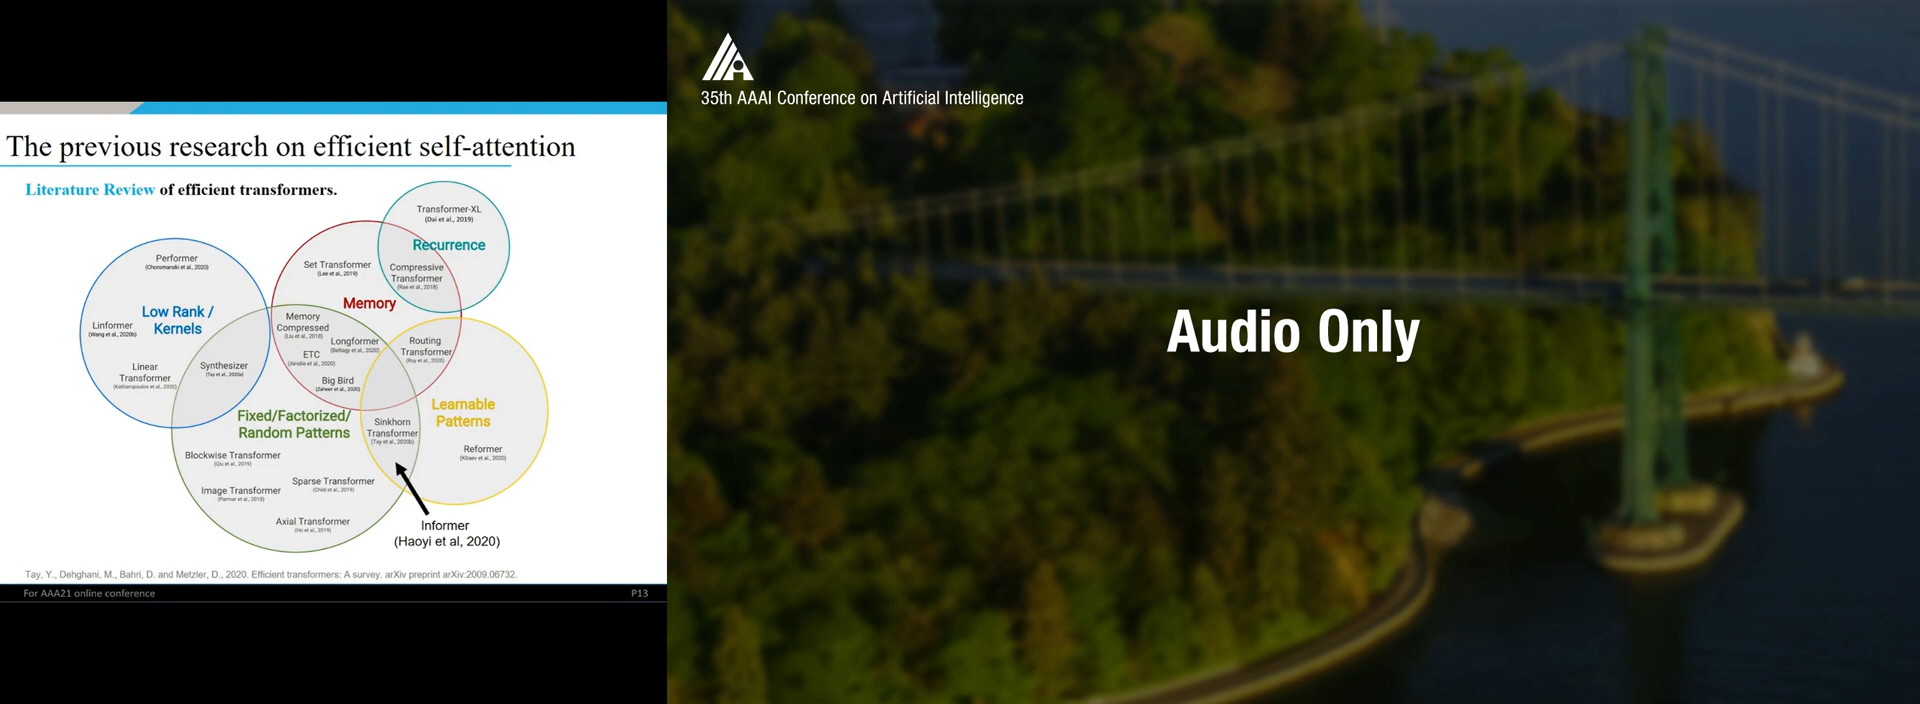 The previous research on efficient self-attention
Literature Review of efficient transformers.
Transformer-XL
(Dai et al., 2019)
Recurrence
Performer
(Choromanski et al., 2020)
Set Transformer
(Lee et al., 2019)
Compressive
Transformer
(Rae et al., 2018)
Memory
Low Rank /
Kernels
Memory
Compressed
(Liu et al., 2018)
Linformer
(Wang et al., 2020b)
Longformer
(Beltagy et al., 2020)
Routing
Transformer
(Roy et al., 2020)
ETC
(Ainslie et al., 2020)
Linear
Transformer
(Katharopoulos et al., 2020)
Synthesizer
(Tay et al., 2020a)
Big Bird
(Zaheer et al., 2020)
Learnable
Patterns
Fixed/Factorized/
Random Patterns
Sinkhorn
Transformer
(Tay et al., 2020b)
Reformer
(Kitaev et al., 2020)
Blockwise Transformer
(Qiu et al., 2019)
Sparse Transformer
(Child et al., 2019)
Image Transformer
(Parmar et al., 2018)
Axial Transformer
(Ho et al., 2019)
Informer
(Haoyi et al, 2020)
Tay, Y., Dehghani, M., Bahri, D. and Metzler, D., 2020. Efficient transformers: A survey. arXiv preprint arXiv:2009.06732.
For AAA21 online conference
P13
35th AAAI Conference on Artificial Intelligence
Audio Only